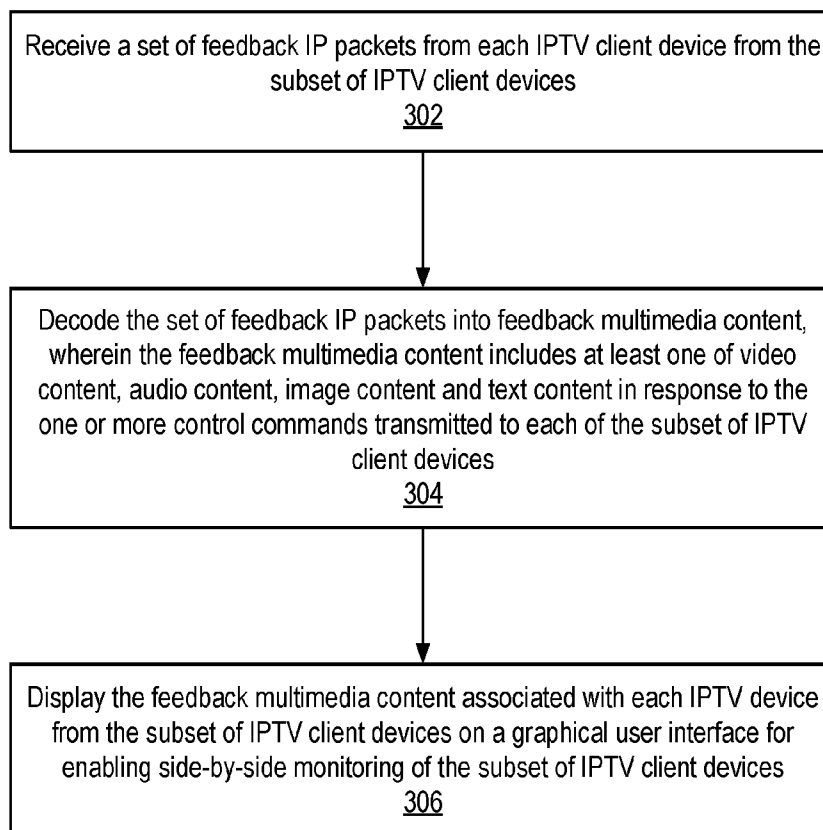 Receive a set of feedback IP packets from each IPTV client device from the
subset of IPTV client devices
302
Decode the set of feedback IP packets into feedback multimedia content,
wherein the feedback multimedia content includes at least one of video
content, audio content, image content and text content in response to the
one or more control commands transmitted to each of the subset of IPTV
client devices
304
Display the feedback multimedia content associated with each IPTV device
from the subset of IPTV client devices on a graphical user interface for
enabling side-by-side monitoring of the subset of IPTV client devices
306